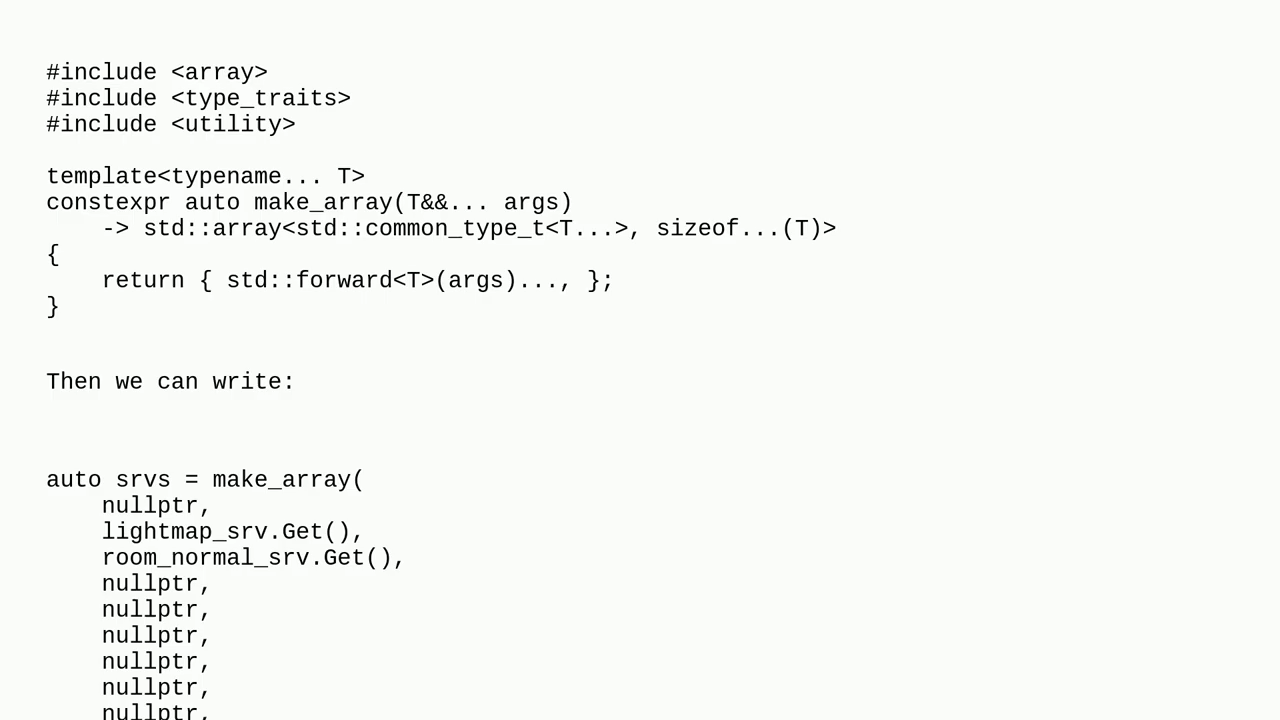 #include <array>
#include <type_traits>
#include <utility>
template<typename... T>
constexpr auto make_array(T&&... args)
    -> std::array<std::common_type_t<T...>, sizeof...(T)>
{
    return { std::forward<T>(args)..., };
}
Then we can write:
auto srvs = make_array(
    nullptr,
    lightmap_srv.Get(),
    room_normal_srv.Get(),
    nullptr,
    nullptr,
    nullptr,
    nullptr,
    nullptr,
    nullptr,